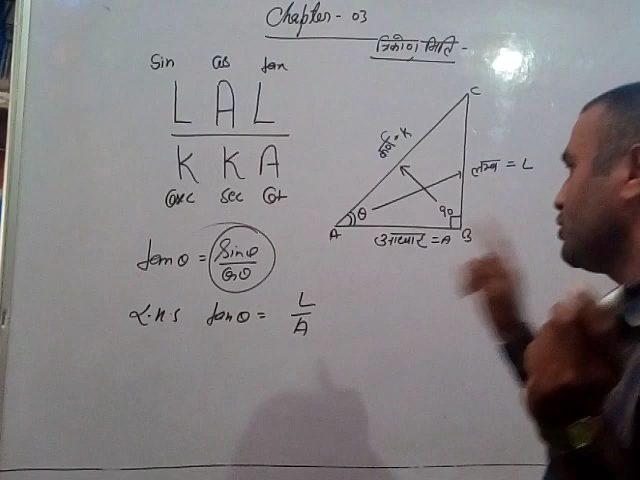 Chapter - 03
त्रिकोणमिति -
Sin cos tan
L A L
K K A
Cosec Sec Cot
tanθ = Sinθ / Cosθ
L.H.S tanθ = L / A
C
कर्ण = K
लम्ब = L
θ
90
A
आधार = A
B